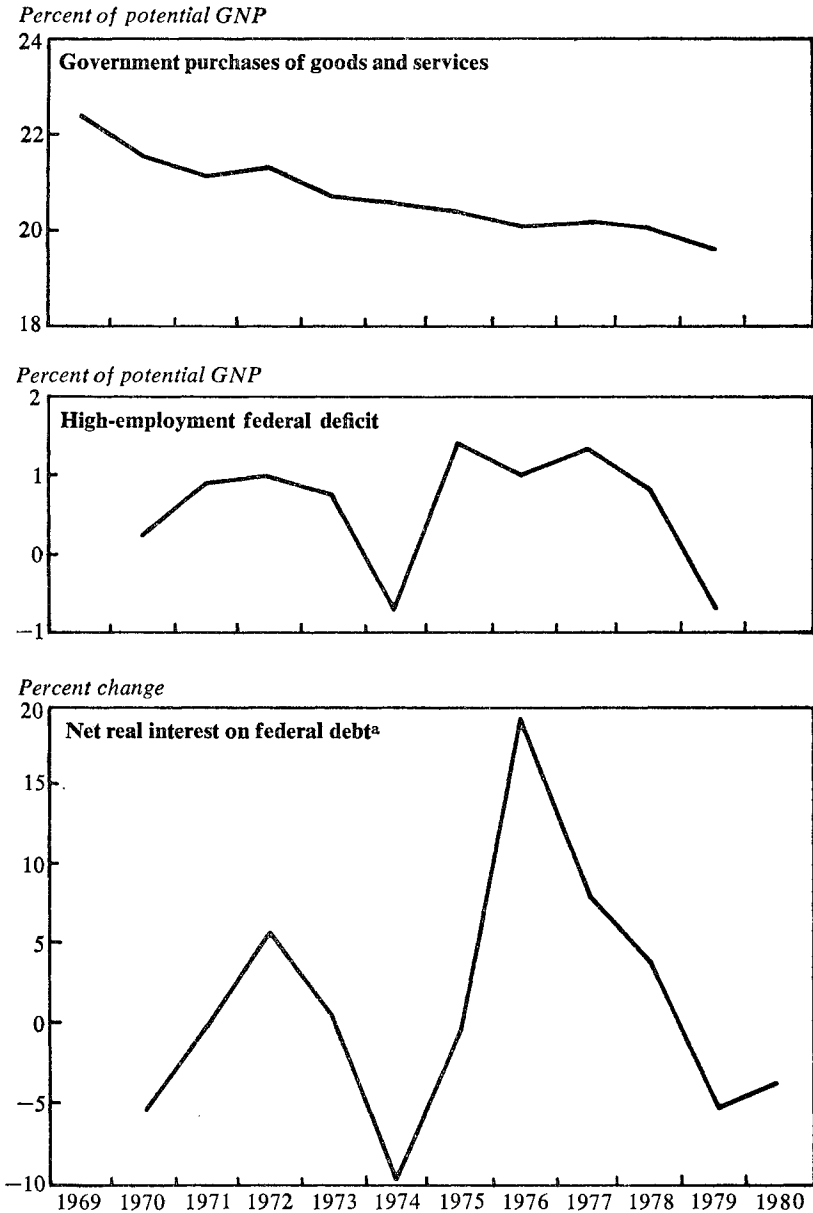 Percent of potential GNP
24
Government purchases of goods and services
22
20
18
Percent of potential GNP
2
High-employment federal deficit
1
0
−1
Percent change
20
Net real interest on federal debtᵃ
15
10
5
0
−5
−10
1969 1970 1971 1972 1973 1974 1975 1976 1977 1978 1979 1980